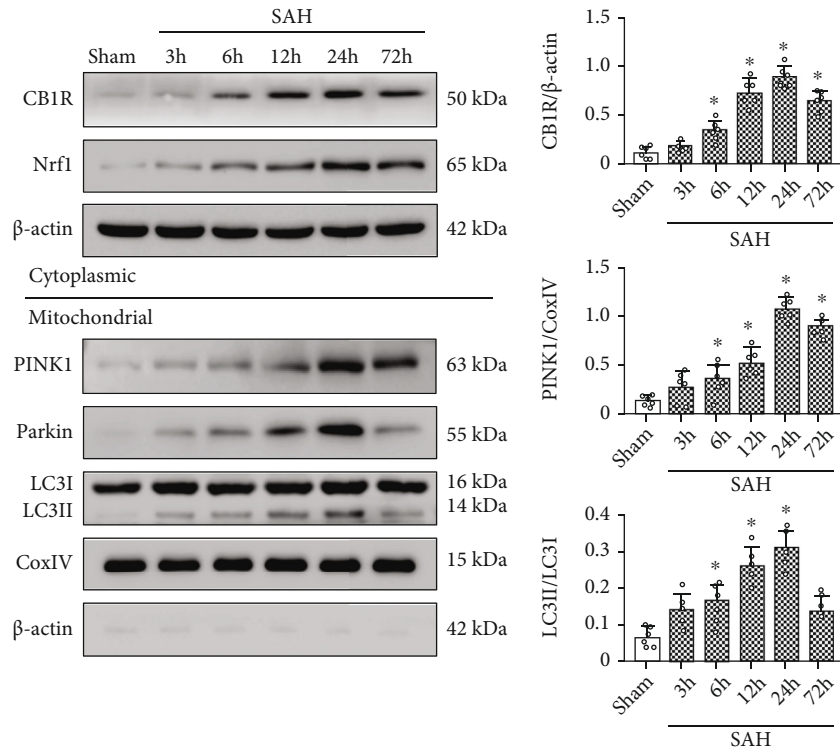 SAH
Sham 3h 6h 12h 24h 72h
CB1R 50 kDa
Nrf1 65 kDa
β-actin 42 kDa
Cytoplasmic
Mitochondrial
PINK1 63 kDa
Parkin 55 kDa
LC3I 16 kDa
LC3II 14 kDa
CoxIV 15 kDa
β-actin 42 kDa
CB1R/β-actin
1.5
1.0
0.5
0
* * * *
Sham 3h 6h 12h 24h 72h
SAH
PINK1/CoxIV
1.5
1.0
0.5
0
* * * *
Sham 3h 6h 12h 24h 72h
SAH
LC3II/LC3I
0.4
0.3
0.2
0.1
0
* * *
Sham 3h 6h 12h 24h 72h
SAH